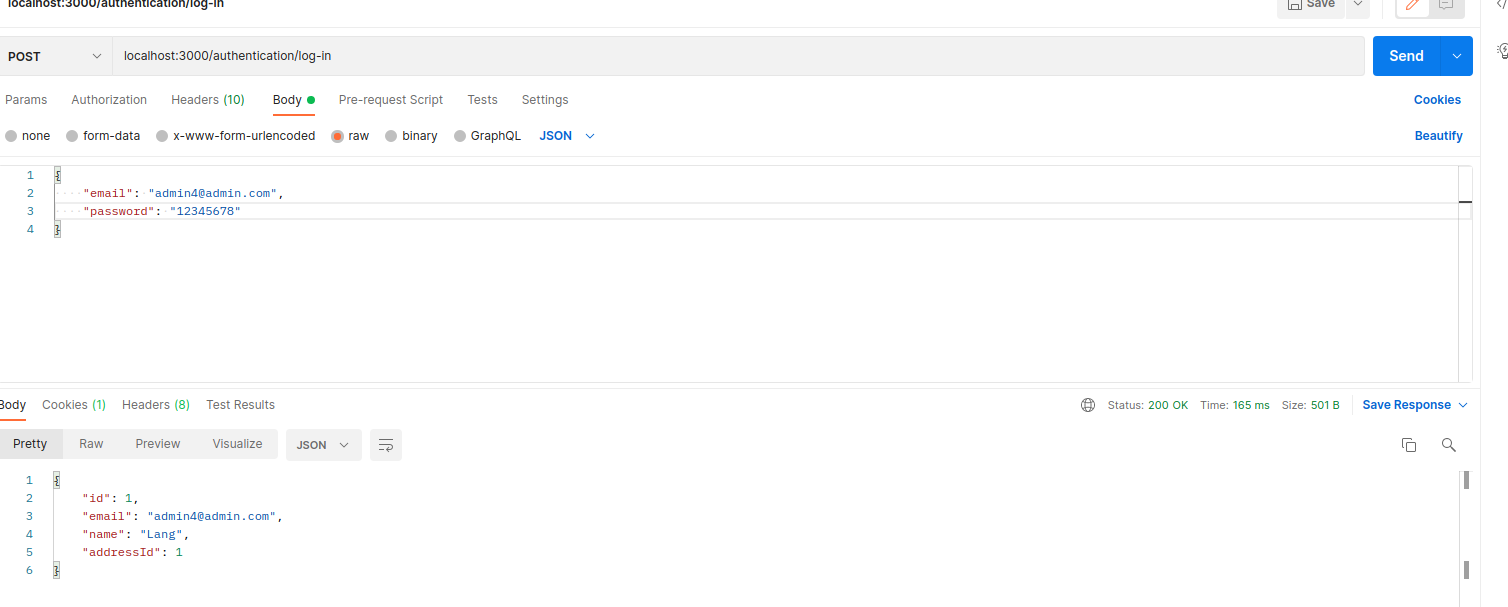 localhost:3000/authentication/log-in
Save
POST localhost:3000/authentication/log-in Send
Params Authorization Headers (10) Body Pre-request Script Tests Settings Cookies
none form-data x-www-form-urlencoded raw binary GraphQL JSON Beautify
1 {
2 "email": "admin4@admin.com",
3 "password": "12345678"
4 }
Body Cookies (1) Headers (8) Test Results Status: 200 OK Time: 165 ms Size: 501 B Save Response
Pretty Raw Preview Visualize JSON
1 {
2 "id": 1,
3 "email": "admin4@admin.com",
4 "name": "Lang",
5 "addressId": 1
6 }